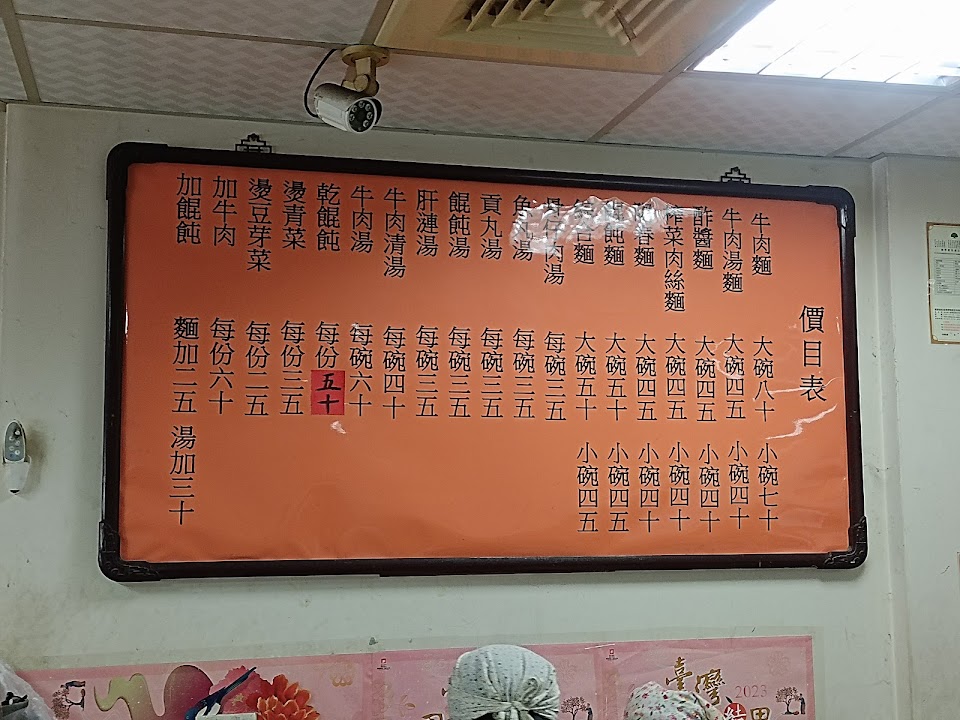 價目表
牛肉麵 大碗八十 小碗七十
牛肉湯麵 大碗四五 小碗四十
酢醬麵 大碗四五 小碗四十
榨菜肉絲麵 大碗四五 小碗四十
春麵 大碗四五 小碗四十
飩麵 大碗五十 小碗四五
麵 大碗五十 小碗四五
肉湯 每碗三五
魚丸湯 每碗三五
貢丸湯 每碗三五
餛飩湯 每碗三五
肝漣湯 每碗三五
牛肉清湯 每碗四十
牛肉湯 每碗六十
乾餛飩 每份五十
燙青菜 每份三五
燙豆芽菜 每份二五
加牛肉 每份六十
加餛飩 麵加二五 湯加三十
臺灣
2023